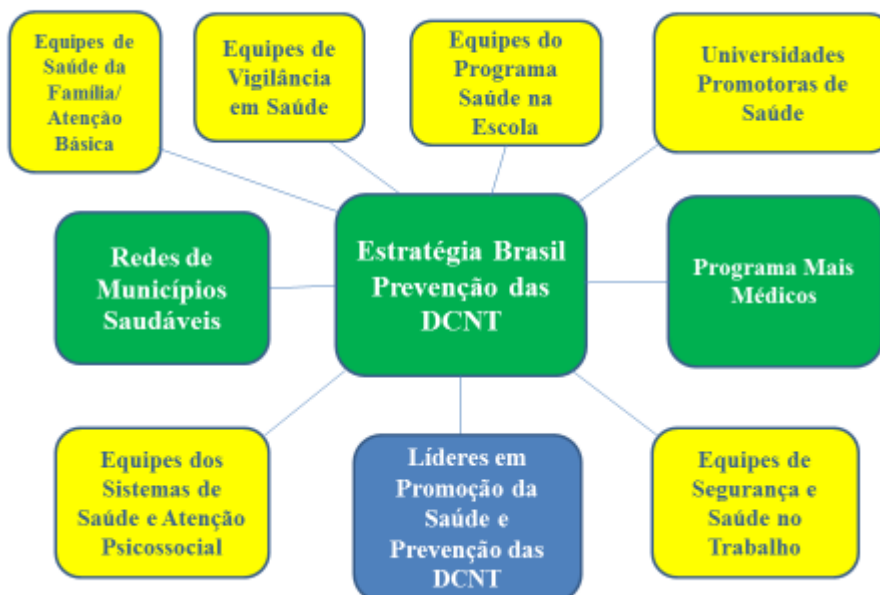 Equipes de
Saúde da
Família/
Atenção
Básica
Equipes de
Vigilância
em Saúde
Equipes do
Programa
Saúde na
Escola
Universidades
Promotoras de
Saúde
Redes de
Municípios
Saudáveis
Estratégia Brasil
Prevenção das
DCNT
Programa Mais
Médicos
Equipes dos
Sistemas de
Saúde e Atenção
Psicossocial
Líderes em
Promoção da
Saúde e
Prevenção das
DCNT
Equipes de
Segurança e
Saúde no
Trabalho